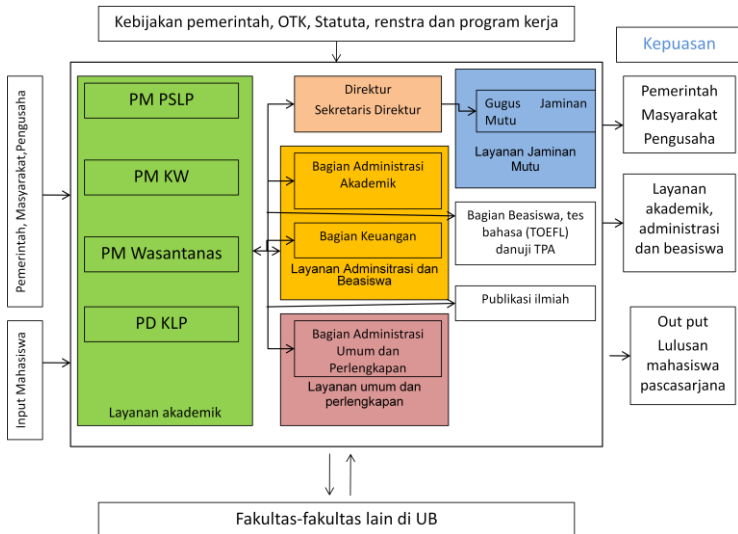 Kebijakan pemerintah, OTK, Statuta, renstra dan program kerja
Kepuasan
Pemerintah, Masyarakat,Pengusaha
Input Mahasiswa
PM PSLP
PM KW
PM Wasantanas
PD KLP
Layanan akademik
Direktur
Sekretaris Direktur
Bagian Administrasi
Akademik
Bagian Keuangan
Layanan Adminsitrasi dan
Beasiswa
Bagian Administrasi
Umum dan
Perlengkapan
Layanan umum dan
perlengkapan
Gugus Jaminan
Mutu
Layanan Jaminan
Mutu
Bagian Beasiswa, tes
bahasa (TOEFL)
danuji TPA
Publikasi ilmiah
Pemerintah
Masyarakat
Pengusaha
Layanan
akademik,
administrasi
dan beasiswa
Out put
Lulusan
mahasiswa
pascasarjana
Fakultas-fakultas lain di UB